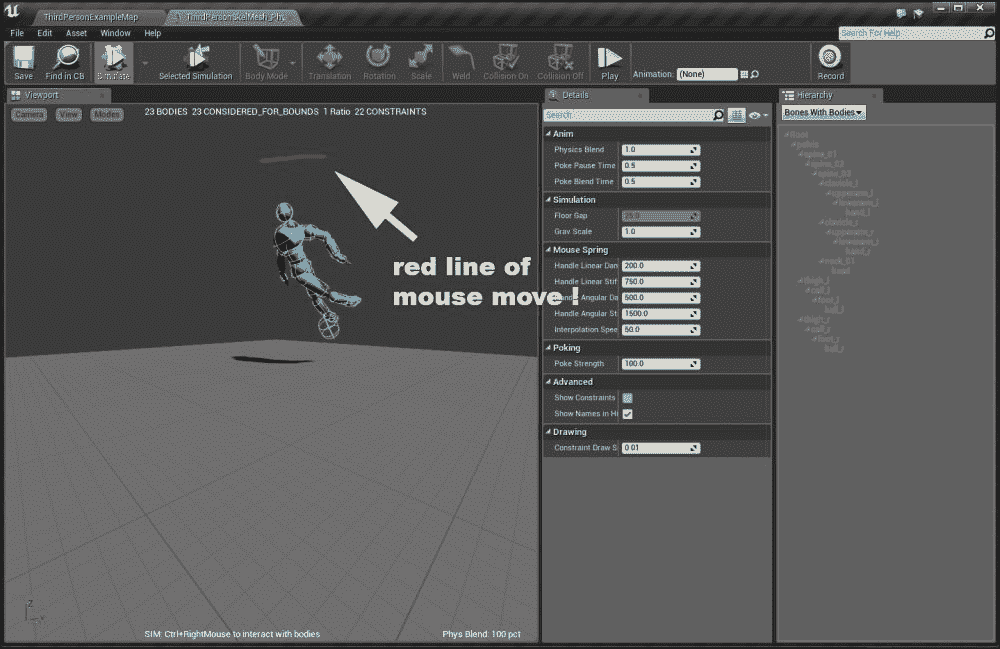 ThirdPersonExampleMap
ThirdPersonSkelMesh_Phy
File Edit Asset Window Help
Search For Help
Save
Find in CB
Simulate
Selected Simulation
Body Mode
Translation
Rotation
Scale
Weld
Collision On
Collision Off
Play
Animation: (None)
Record
Viewport
Camera View Modes
23 BODIES 23 CONSIDERED_FOR_BOUNDS 1 Ratio 22 CONSTRAINTS
red line of
mouse move !
Z
SIM: Ctrl+RightMouse to interact with bodies
Phys Blend: 100 pct
Details
Search
Anim
Physics Blend 1.0
Poke Pause Time 0.5
Poke Blend Time 0.5
Simulation
Floor Gap
Grav Scale 1.0
Mouse Spring
Handle Linear Dan 200.0
Handle Linear Stif 750.0
Handle Angular Da 500.0
Handle Angular St 1500.0
Interpolation Spee 50.0
Poking
Poke Strength 100.0
Advanced
Show Constraints
Show Names in Hi
Drawing
Constraint Draw S 0.01
Hierarchy
Bones With Bodies
Root
pelvis
spine_01
spine_02
spine_03
clavicle_l
upperarm_l
lowerarm_l
hand_l
clavicle_r
upperarm_r
lowerarm_r
hand_r
neck_01
head
thigh_l
calf_l
foot_l
ball_l
thigh_r
calf_r
foot_r
ball_r